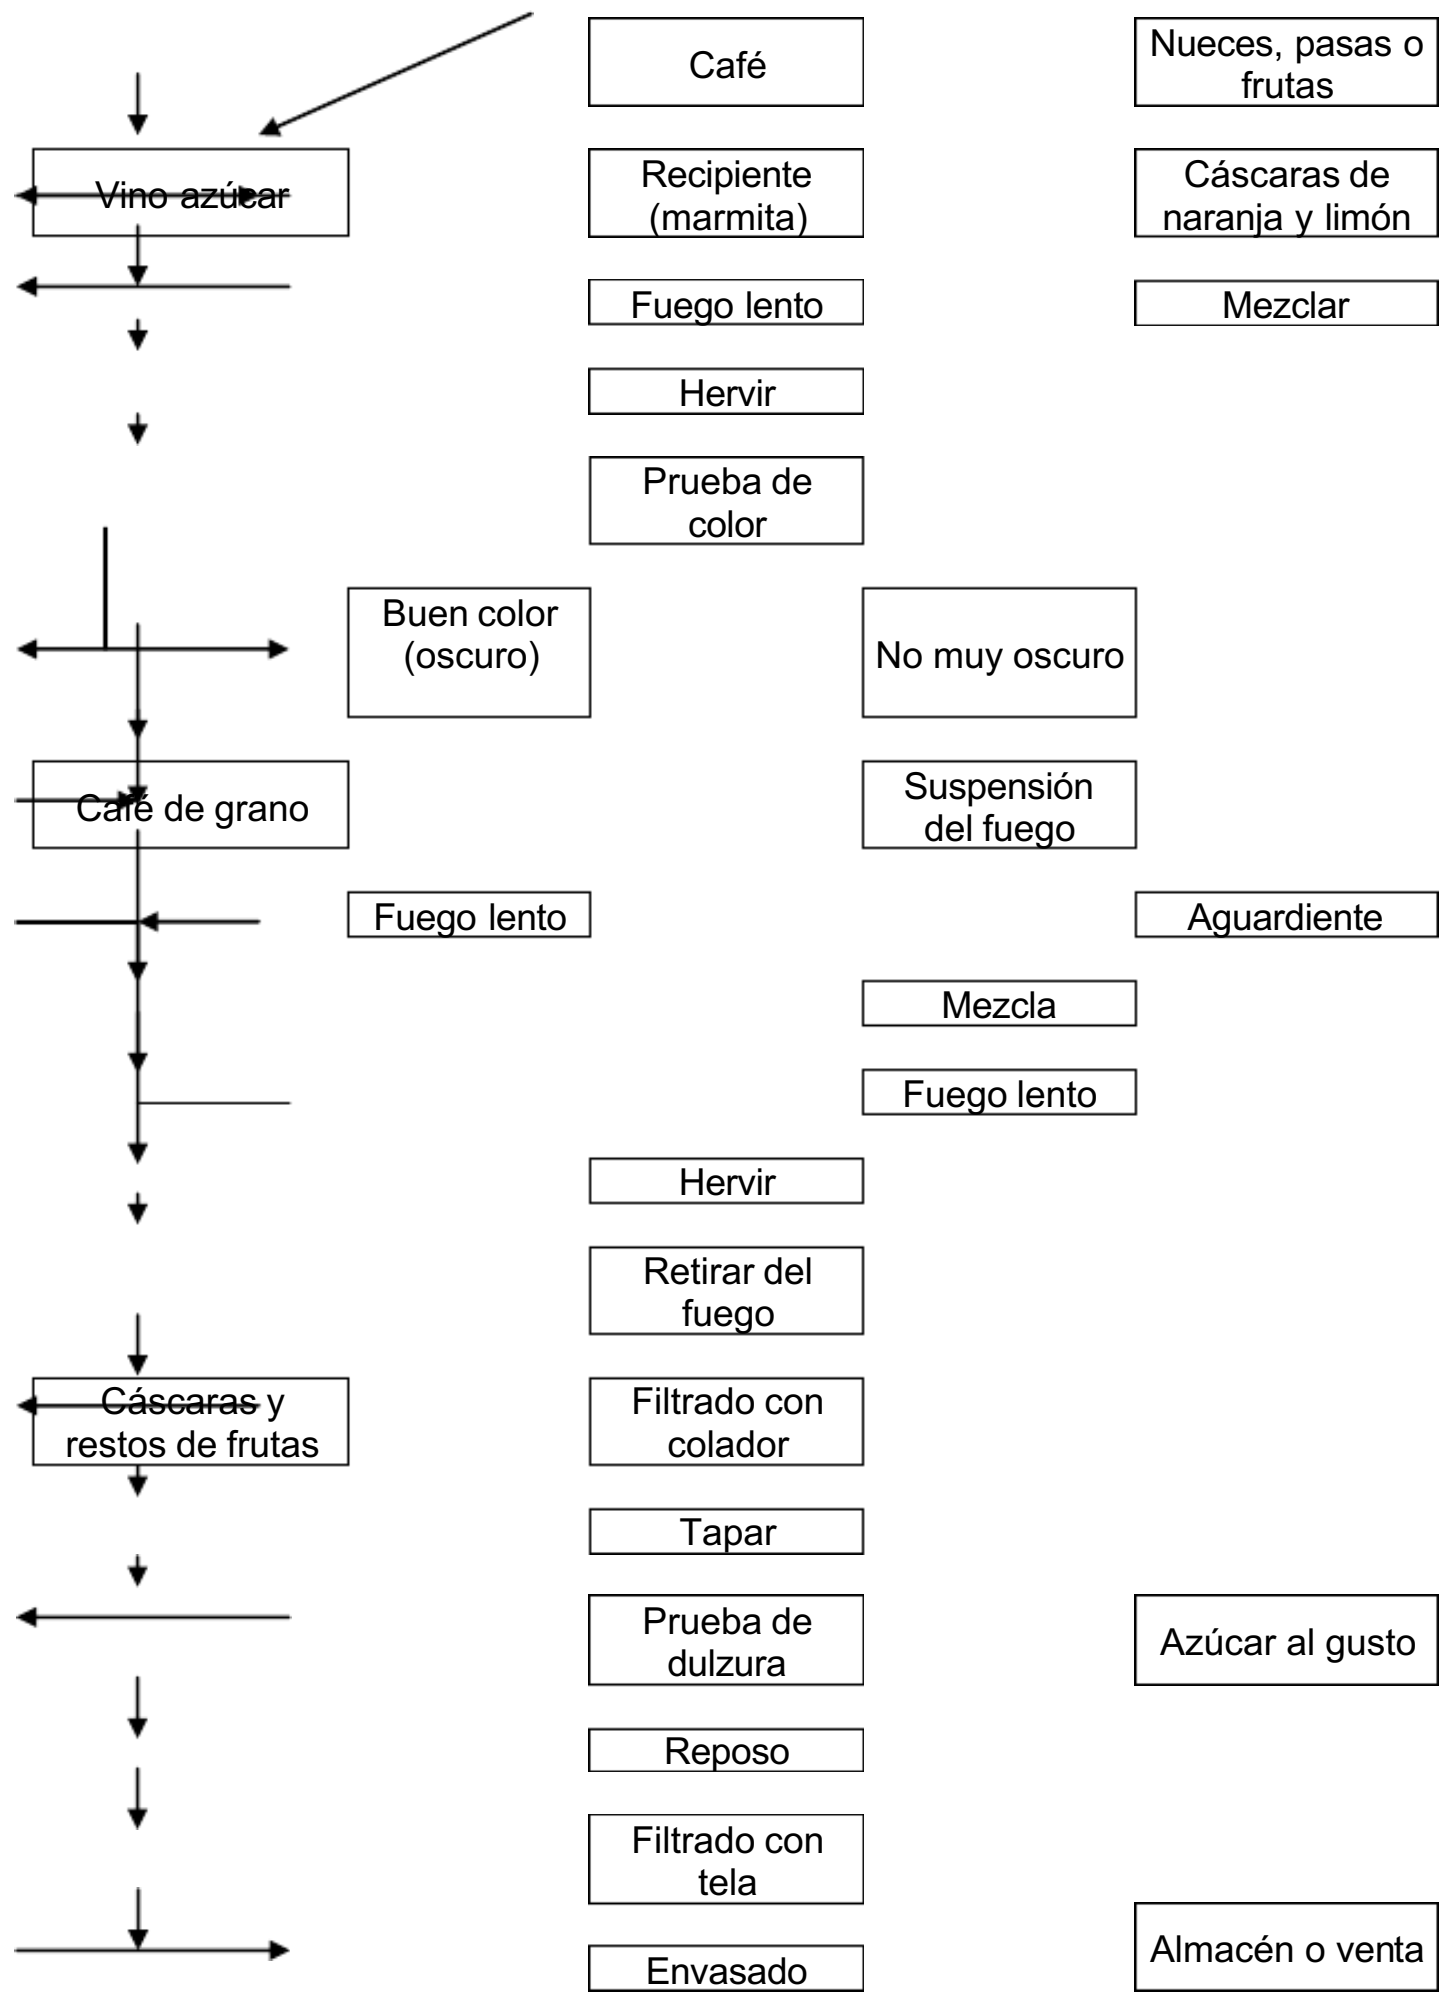 Café
Nueces, pasas o
frutas
Vino azúcar
Recipiente
(marmita)
Cáscaras de
naranja y limón
Fuego lento
Mezclar
Hervir
Prueba de
color
Buen color
(oscuro)
No muy oscuro
Café de grano
Suspensión
del fuego
Fuego lento
Aguardiente
Mezcla
Fuego lento
Hervir
Retirar del
fuego
Cáscaras y
restos de frutas
Filtrado con
colador
Tapar
Prueba de
dulzura
Azúcar al gusto
Reposo
Filtrado con
tela
Envasado
Almacén o venta